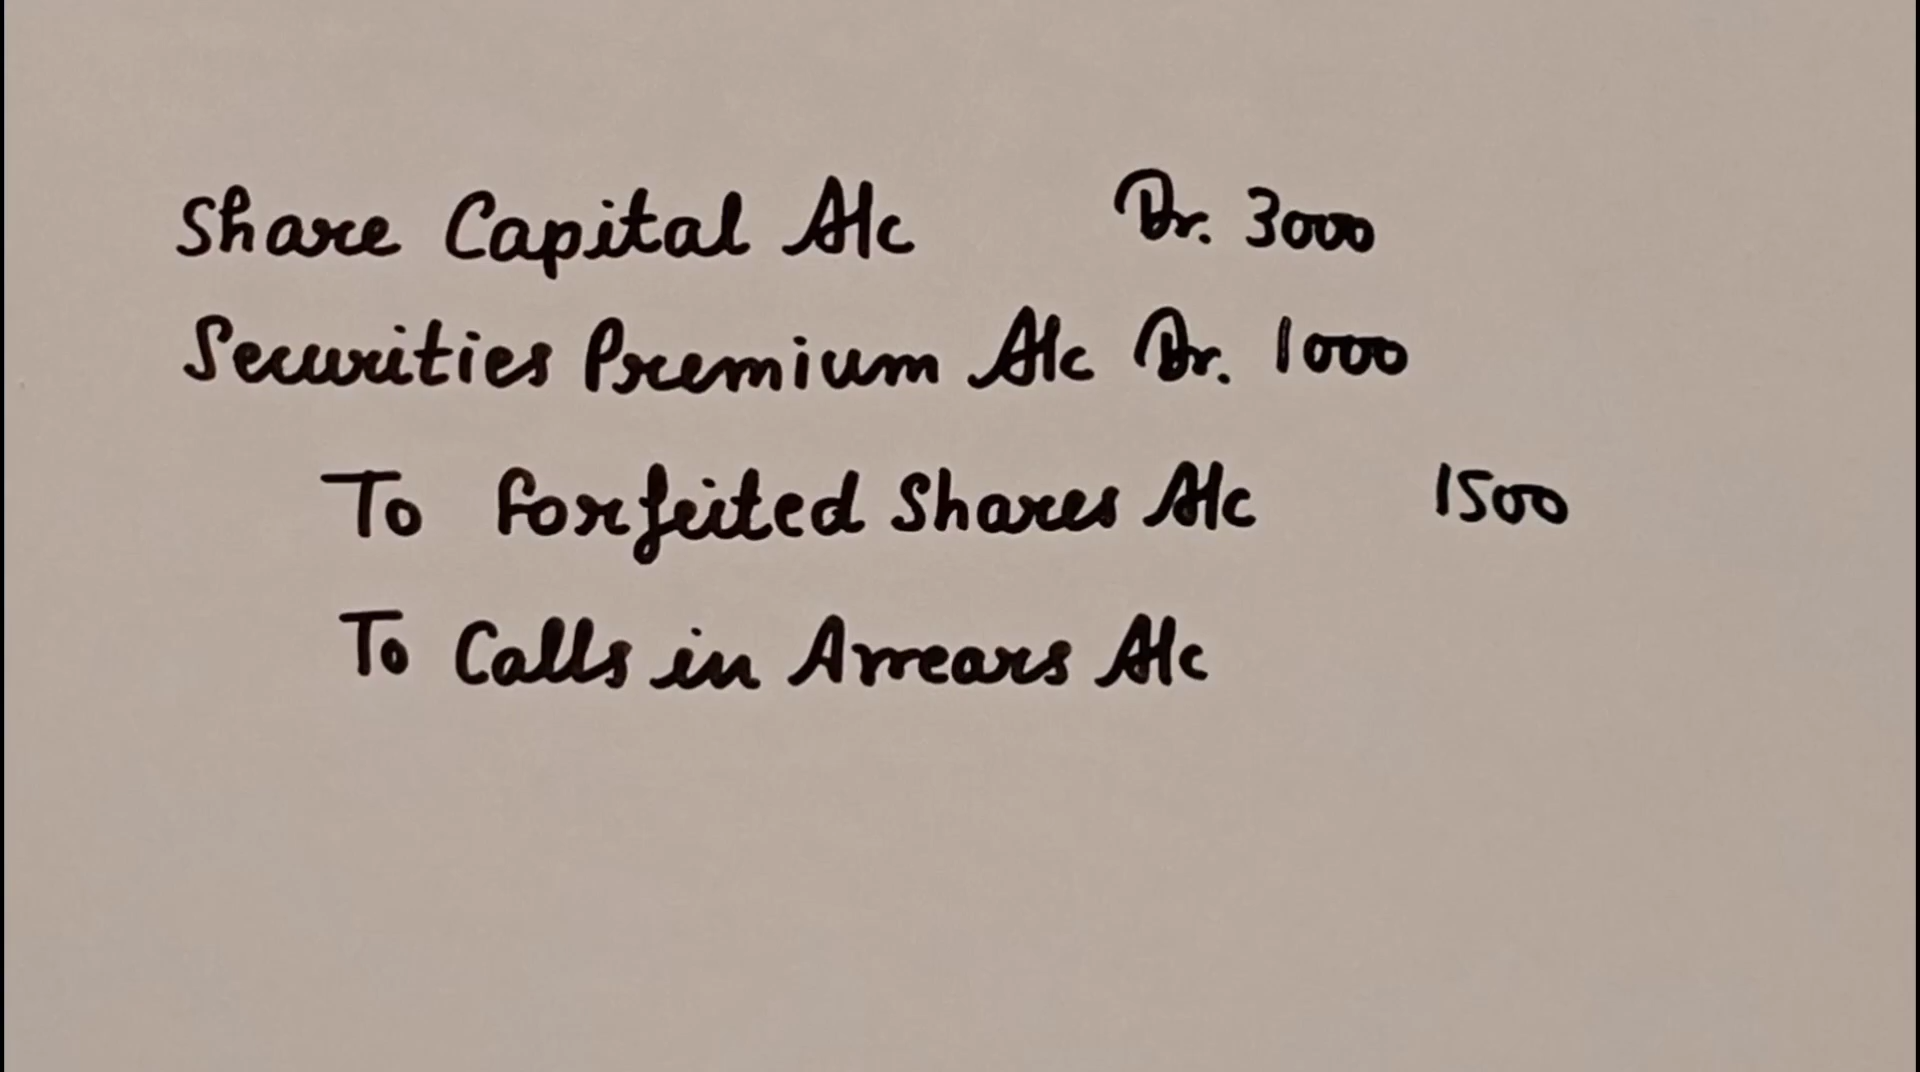 Share Capital A/c Dr. 3000
Securities Premium A/c Dr. 1000
To forfeited Shares A/c 1500
To Calls in Arrears A/c